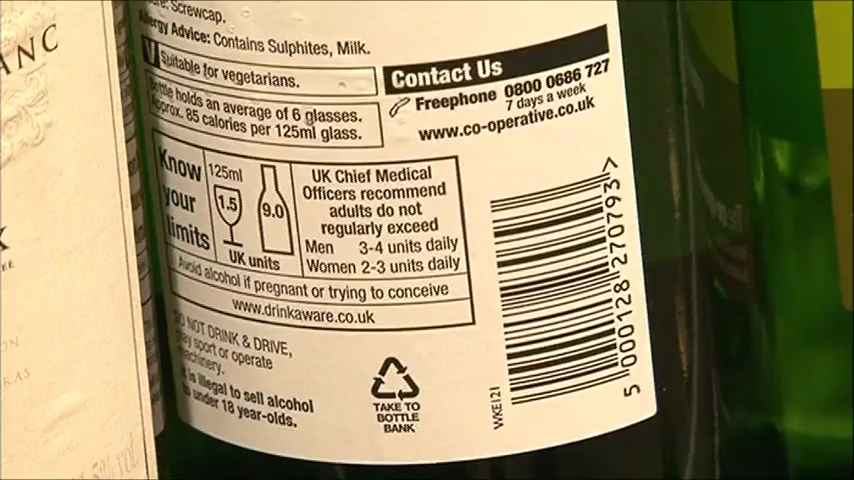 ANC
Screwcap.
Allergy Advice: Contains Sulphites, Milk.
V Suitable for vegetarians.
Bottle holds an average of 6 glasses.
Approx. 85 calories per 125ml glass.
Contact Us
Freephone 0800 0686 727
7 days a week
www.co-operative.co.uk
Know
your
limits
125ml
1.5
9.0
UK units
UK Chief Medical
Officers recommend
adults do not
regularly exceed
Men 3-4 units daily
Women 2-3 units daily
Avoid alcohol if pregnant or trying to conceive
www.drinkaware.co.uk
DO NOT DRINK & DRIVE,
play sport or operate
machinery.
It is illegal to sell alcohol
to under 18 year-olds.
TAKE TO
BOTTLE
BANK
WKE121
5 000128 270793 >